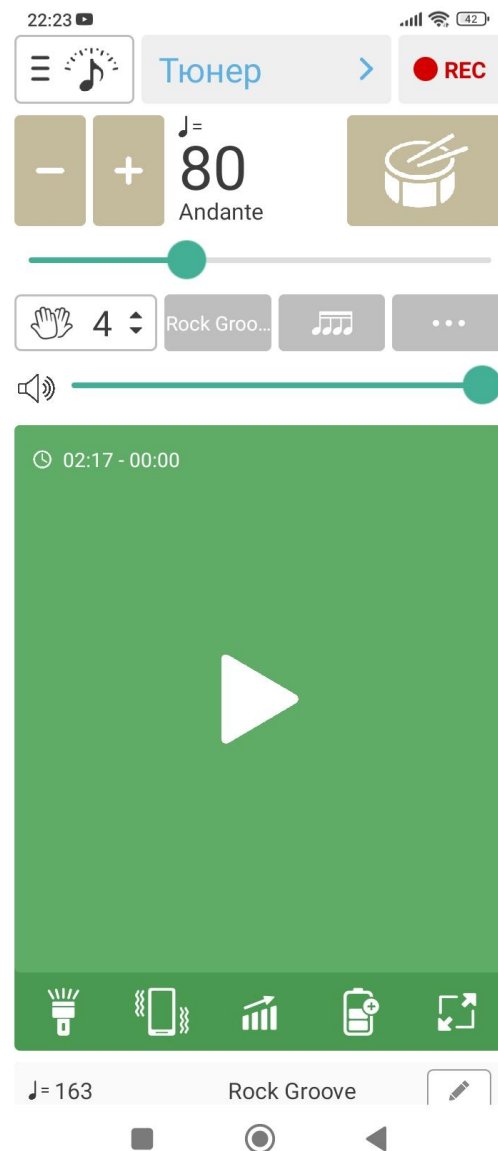 22:23 42
Тюнер > REC
♩=
80
Andante
4 Rock Groo... ...
02:17 - 00:00
♩= 163 Rock Groove